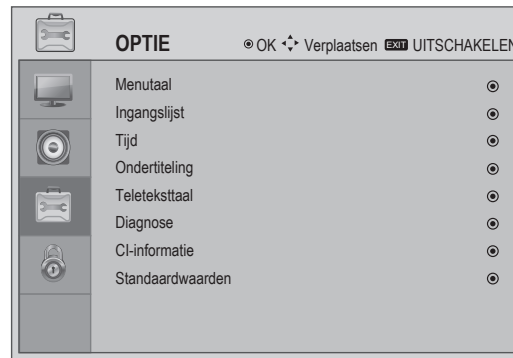 OPTIE OK Verplaatsen EXIT UITSCHAKELEN
Menutaal
Ingangslijst
Tijd
Ondertiteling
Teleteksttaal
Diagnose
CI-informatie
Standaardwaarden